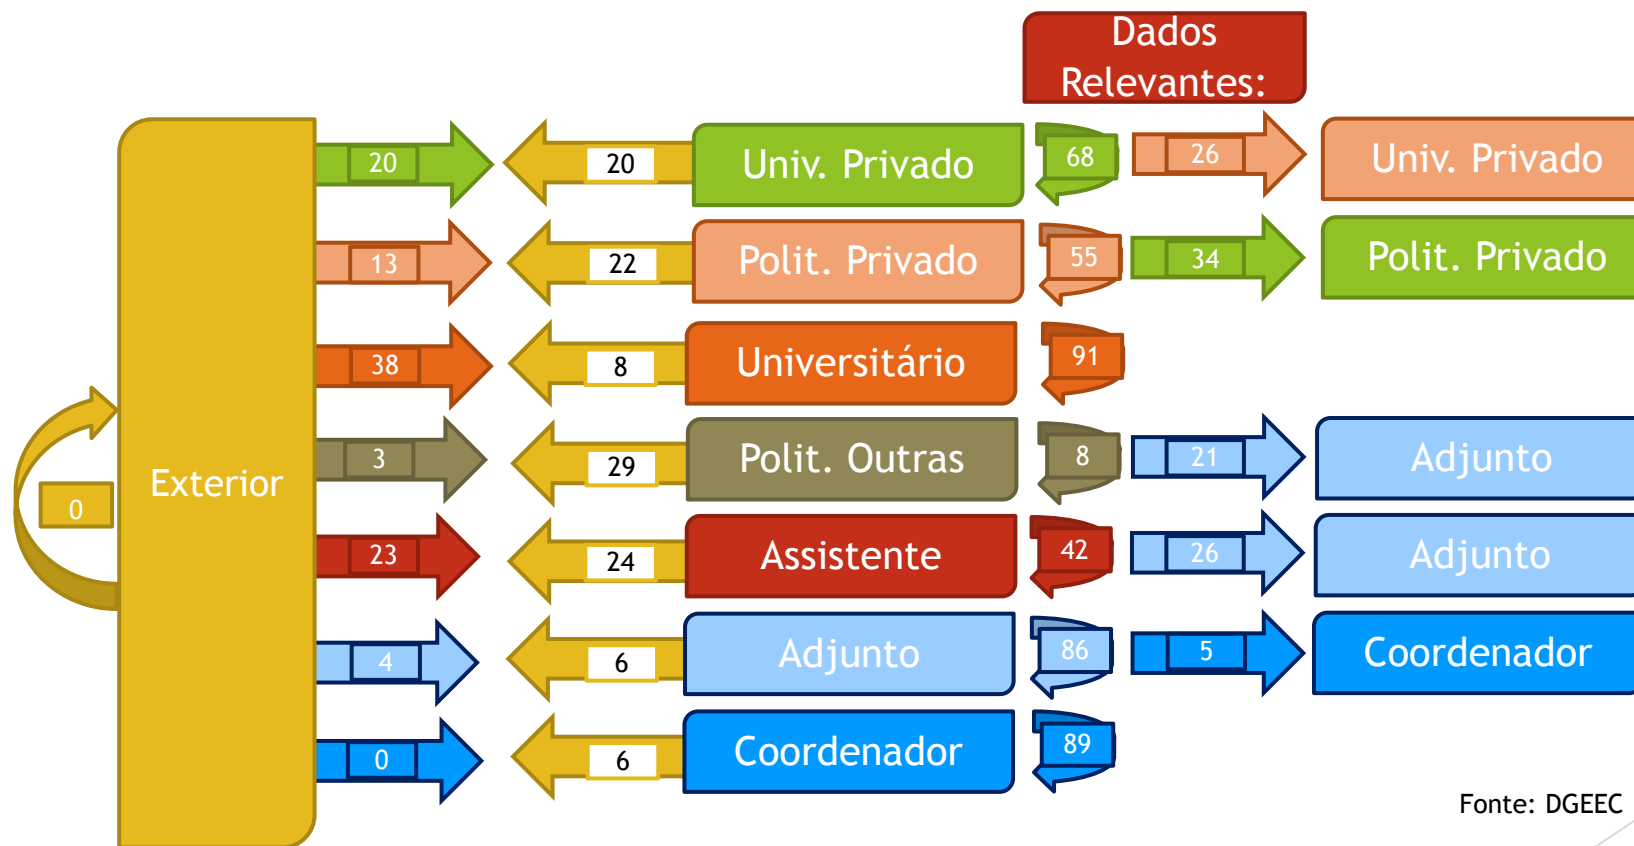 Dados
Relevantes:
20
20
Univ. Privado
68
26
Univ. Privado
13
22
Polit. Privado
55
34
Polit. Privado
38
8
Universitário
91
3
29
Polit. Outras
8
21
Adjunto
Exterior
0
23
24
Assistente
42
26
Adjunto
4
6
Adjunto
86
5
Coordenador
0
6
Coordenador
89
Fonte: DGEEC